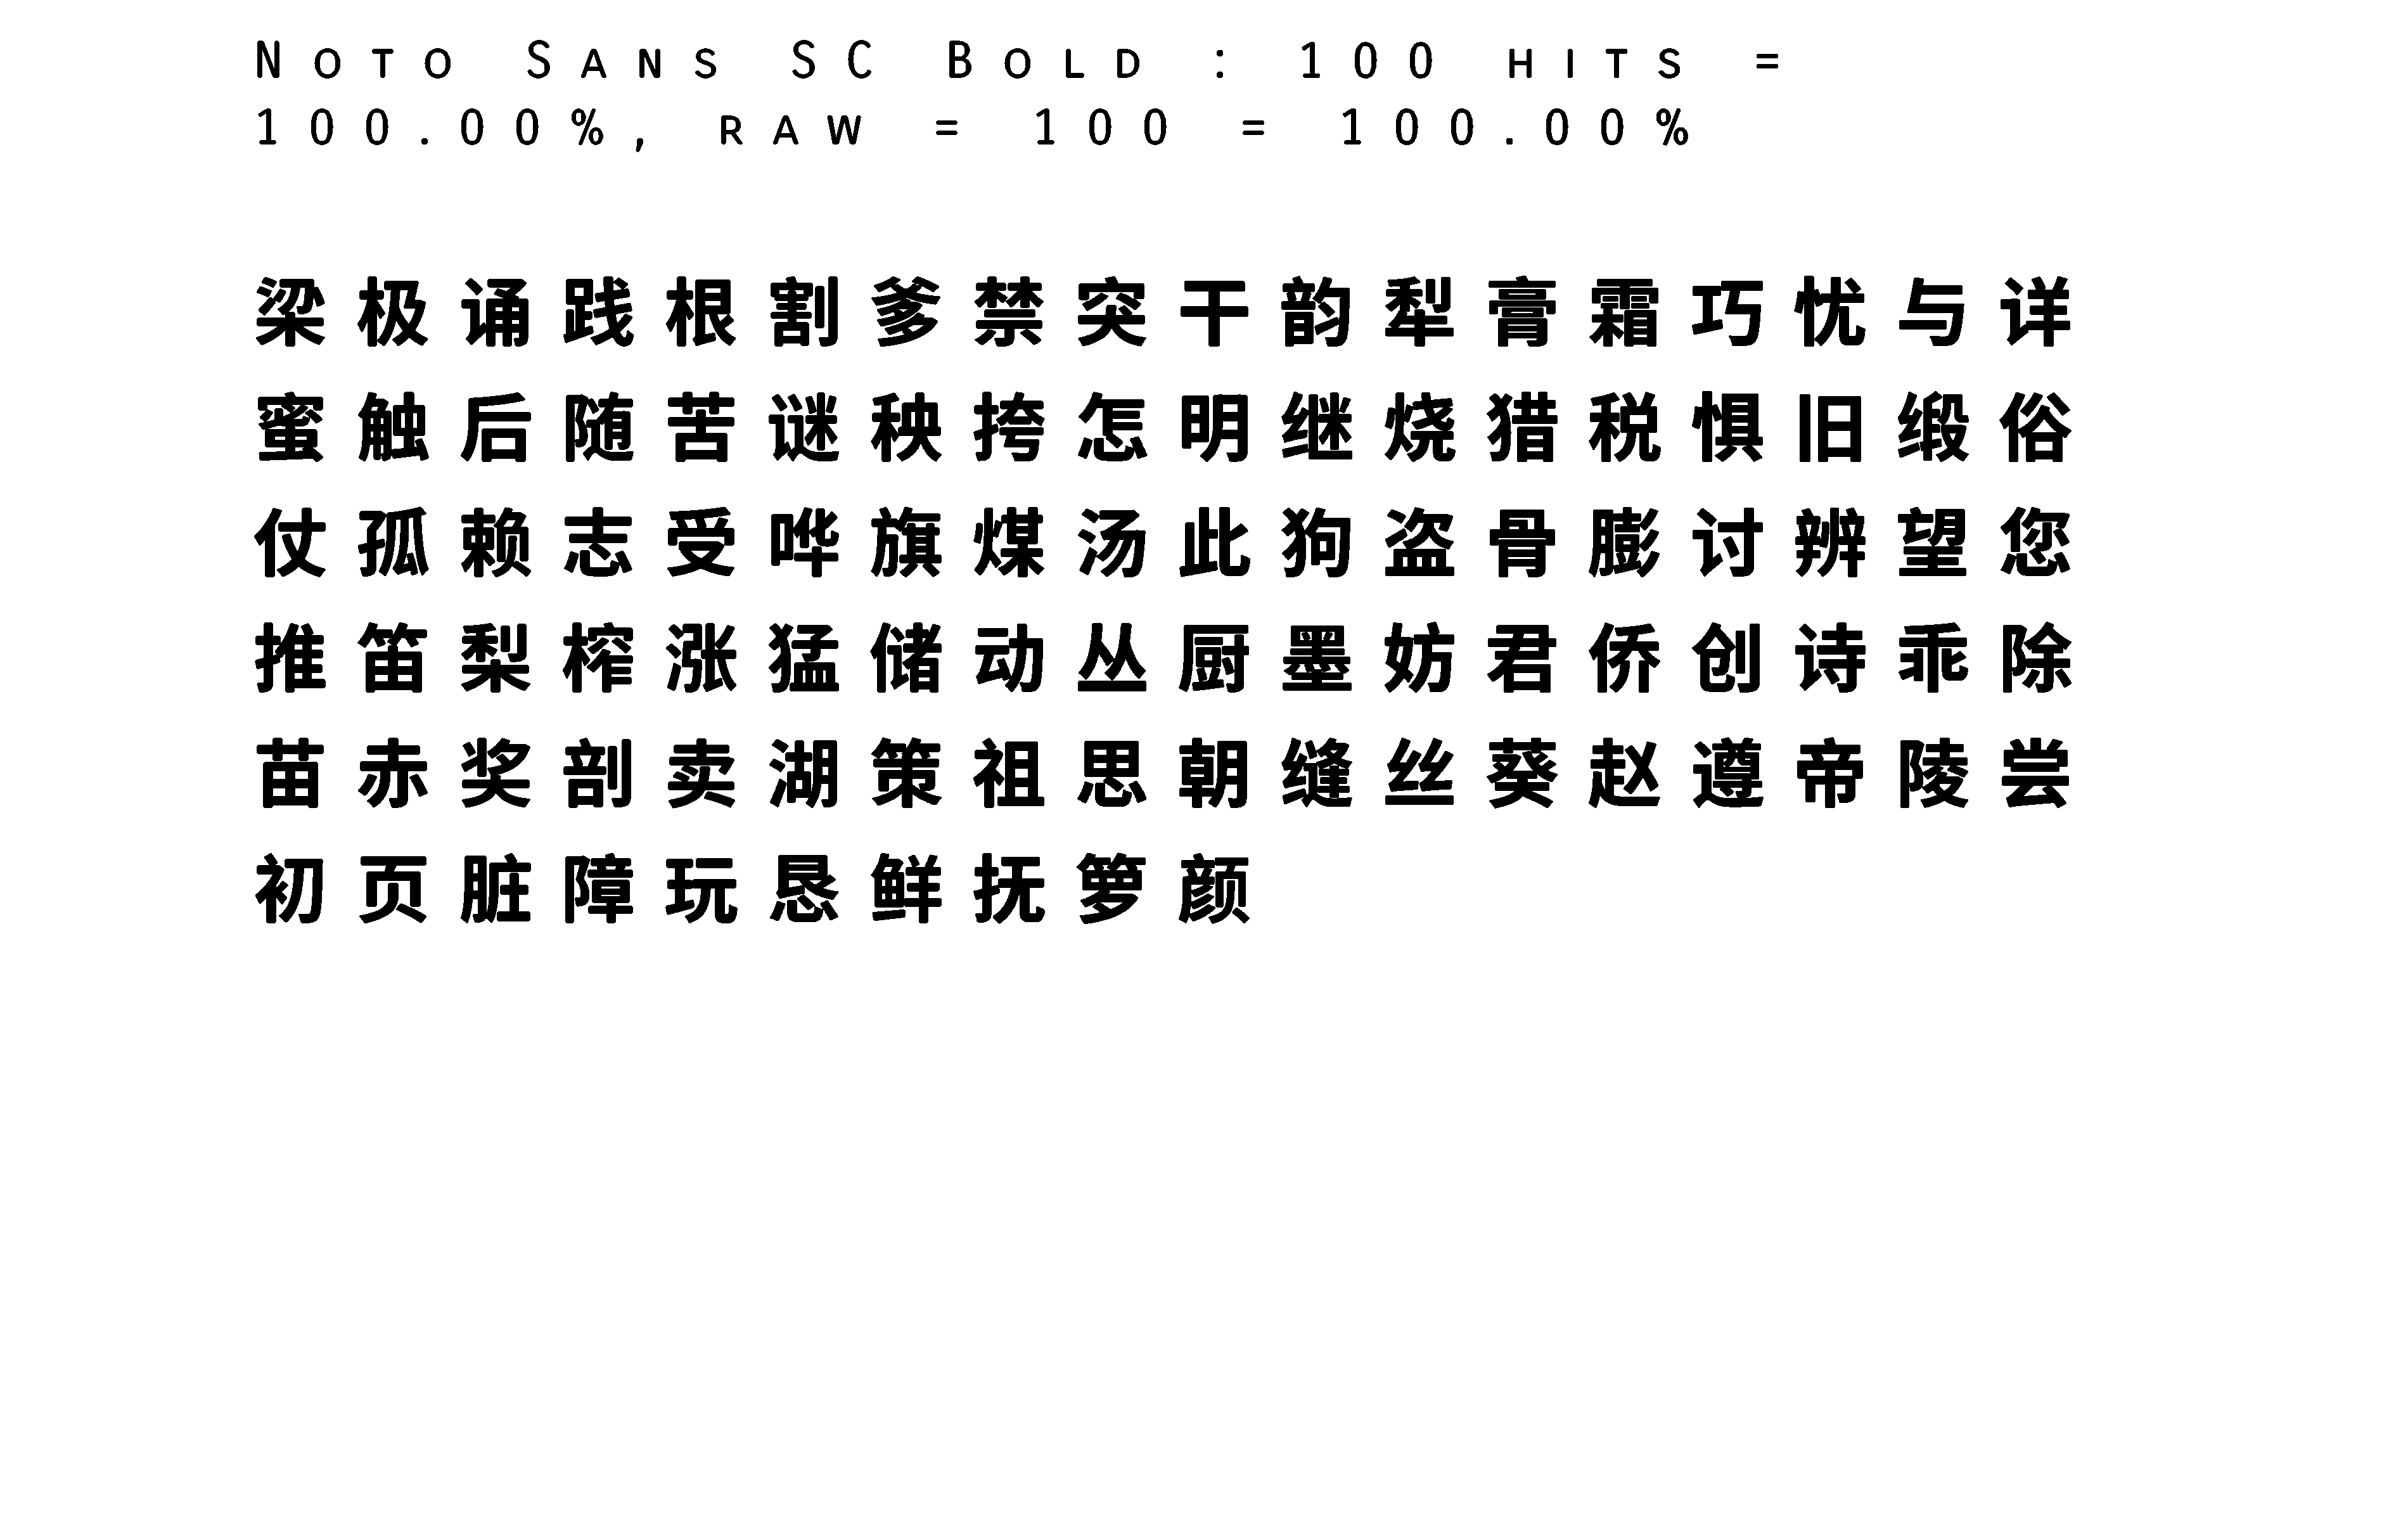 Noto Sans SC Bold : 100 hits =
100.00%, raw = 100 = 100.00%
梁极诵践根割爹禁突干韵犁膏霜巧忧与详
蜜触后随苦谜秧挎怎明继烧猎税惧旧缎俗
仗孤赖志受哗旗煤汤此狗盗骨膨讨辨望您
推笛梨榨涨猛储动丛厨墨妨君侨创诗乖除
苗赤奖剖卖湖策祖思朝缝丝葵赵遵帝陵尝
初页脏障玩恳鲜抚箩颜